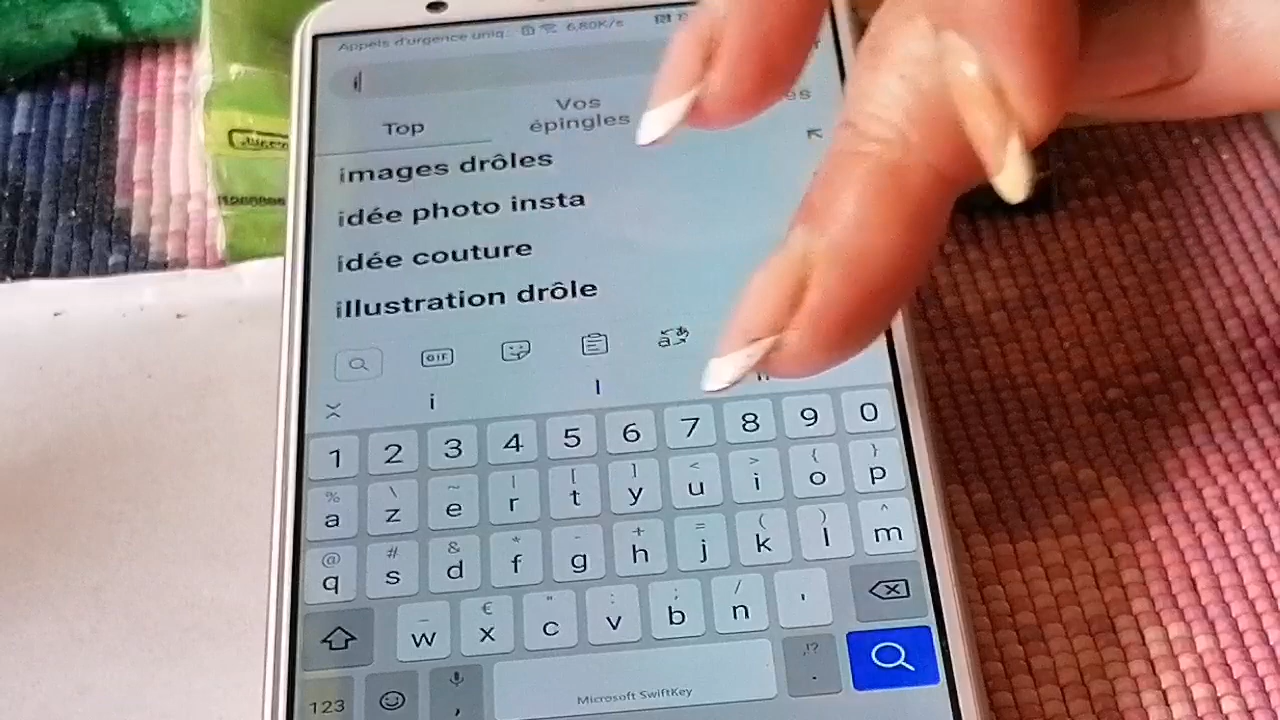 Appels d'urgence uniq. 6,80K/s
i
Top
Vos
épingles
es
images drôles
idée photo insta
idée couture
illustration drôle
GIF
i l
1 2 3 4 5 6 7 8 9 0
% \ ~ | [ ] < > { }
a z e r t y u i o p
@ # & * - + = ( ) ^
q s d f g h j k l m
_ € " : ; /
w x c v b n '
,!?
123 , Microsoft SwiftKey .